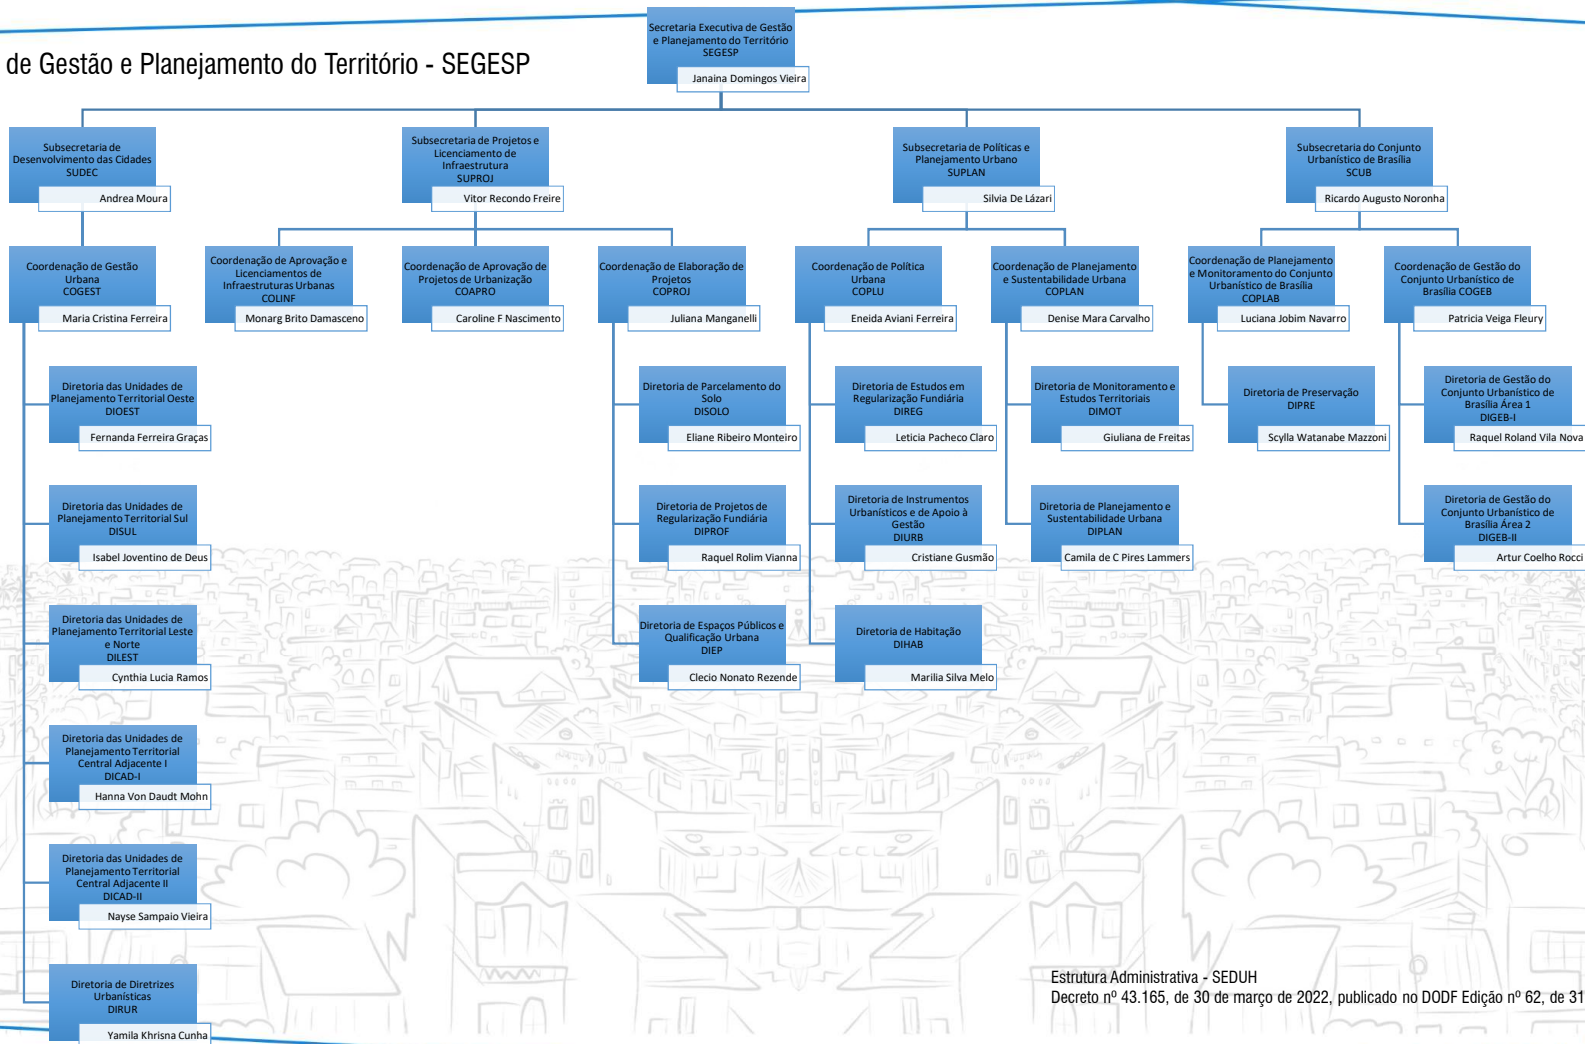 de Gestão e Planejamento do Território - SEGESP
Secretaria Executiva de Gestão
e Planejamento do Território
SEGESP
Janaina Domingos Vieira
Subsecretaria de
Desenvolvimento das Cidades
SUDEC
Andrea Moura
Subsecretaria de Projetos e
Licenciamento de
Infraestrutura
SUPROJ
Vitor Recondo Freire
Subsecretaria de Políticas e
Planejamento Urbano
SUPLAN
Silvia De Lázari
Subsecretaria do Conjunto
Urbanístico de Brasília
SCUB
Ricardo Augusto Noronha
Coordenação de Gestão
Urbana
COGEST
Maria Cristina Ferreira
Coordenação de Aprovação e
Licenciamentos de
Infraestruturas Urbanas
COLINF
Monarg Brito Damasceno
Coordenação de Aprovação de
Projetos de Urbanização
COAPRO
Caroline F Nascimento
Coordenação de Elaboração de
Projetos
COPROJ
Juliana Manganelli
Coordenação de Política
Urbana
COPLU
Eneida Aviani Ferreira
Coordenação de Planejamento
e Sustentabilidade Urbana
COPLAN
Denise Mara Carvalho
Coordenação de Planejamento
e Monitoramento do Conjunto
Urbanístico de Brasília
COPLAB
Luciana Jobim Navarro
Coordenação de Gestão do
Conjunto Urbanístico de
Brasília COGEB
Patricia Veiga Fleury
Diretoria das Unidades de
Planejamento Territorial Oeste
DIOEST
Fernanda Ferreira Graças
Diretoria de Parcelamento do
Solo
DISOLO
Eliane Ribeiro Monteiro
Diretoria de Estudos em
Regularização Fundiária
DIREG
Leticia Pacheco Claro
Diretoria de Monitoramento e
Estudos Territoriais
DIMOT
Giuliana de Freitas
Diretoria de Preservação
DIPRE
Scylla Watanabe Mazzoni
Diretoria de Gestão do
Conjunto Urbanístico de
Brasília Área 1
DIGEB-I
Raquel Roland Vila Nova
Diretoria das Unidades de
Planejamento Territorial Sul
DISUL
Isabel Joventino de Deus
Diretoria de Projetos de
Regularização Fundiária
DIPROF
Raquel Rolim Vianna
Diretoria de Instrumentos
Urbanísticos e de Apoio à
Gestão
DIURB
Cristiane Gusmão
Diretoria de Planejamento e
Sustentabilidade Urbana
DIPLAN
Camila de C Pires Lammers
Diretoria de Gestão do
Conjunto Urbanístico de
Brasília Área 2
DIGEB-II
Artur Coelho Rocci
Diretoria das Unidades de
Planejamento Territorial Leste
e Norte
DILEST
Cynthia Lucia Ramos
Diretoria de Espaços Públicos e
Qualificação Urbana
DIEP
Clecio Nonato Rezende
Diretoria de Habitação
DIHAB
Marilia Silva Melo
Diretoria das Unidades de
Planejamento Territorial
Central Adjacente I
DICAD-I
Hanna Von Daudt Mohn
Diretoria das Unidades de
Planejamento Territorial
Central Adjacente II
DICAD-II
Nayse Sampaio Vieira
Diretoria de Diretrizes
Urbanísticas
DIRUR
Yamila Khrisna Cunha
Estrutura Administrativa - SEDUH
Decreto nº 43.165, de 30 de março de 2022, publicado no DODF Edição nº 62, de 31